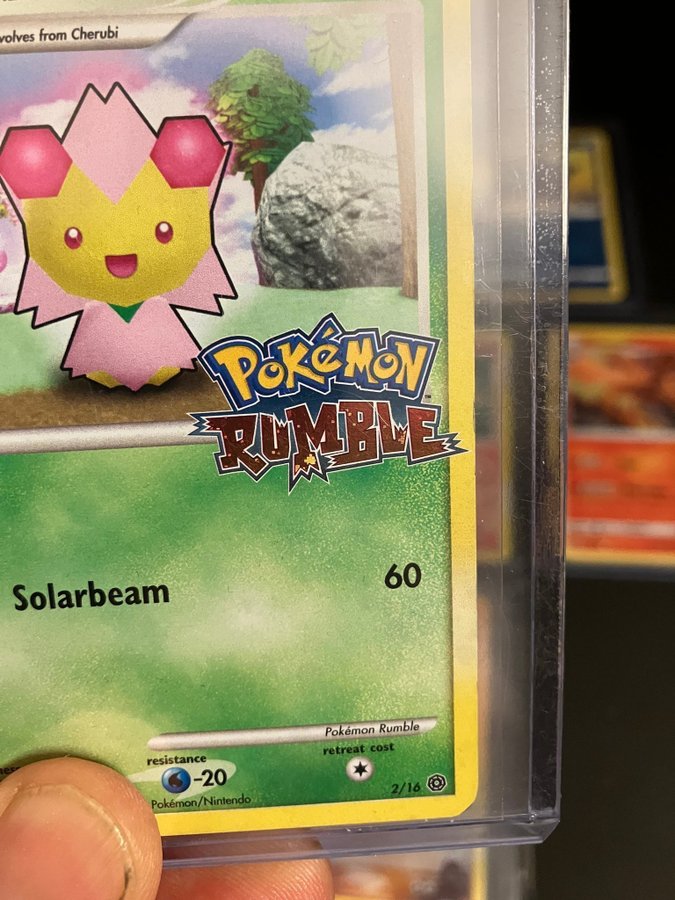 volves from Cherubi
POKÉMON
RUMBLE
Solarbeam 60
Pokémon Rumble
resistance
retreat cost
-20
2/16
Pokémon/Nintendo